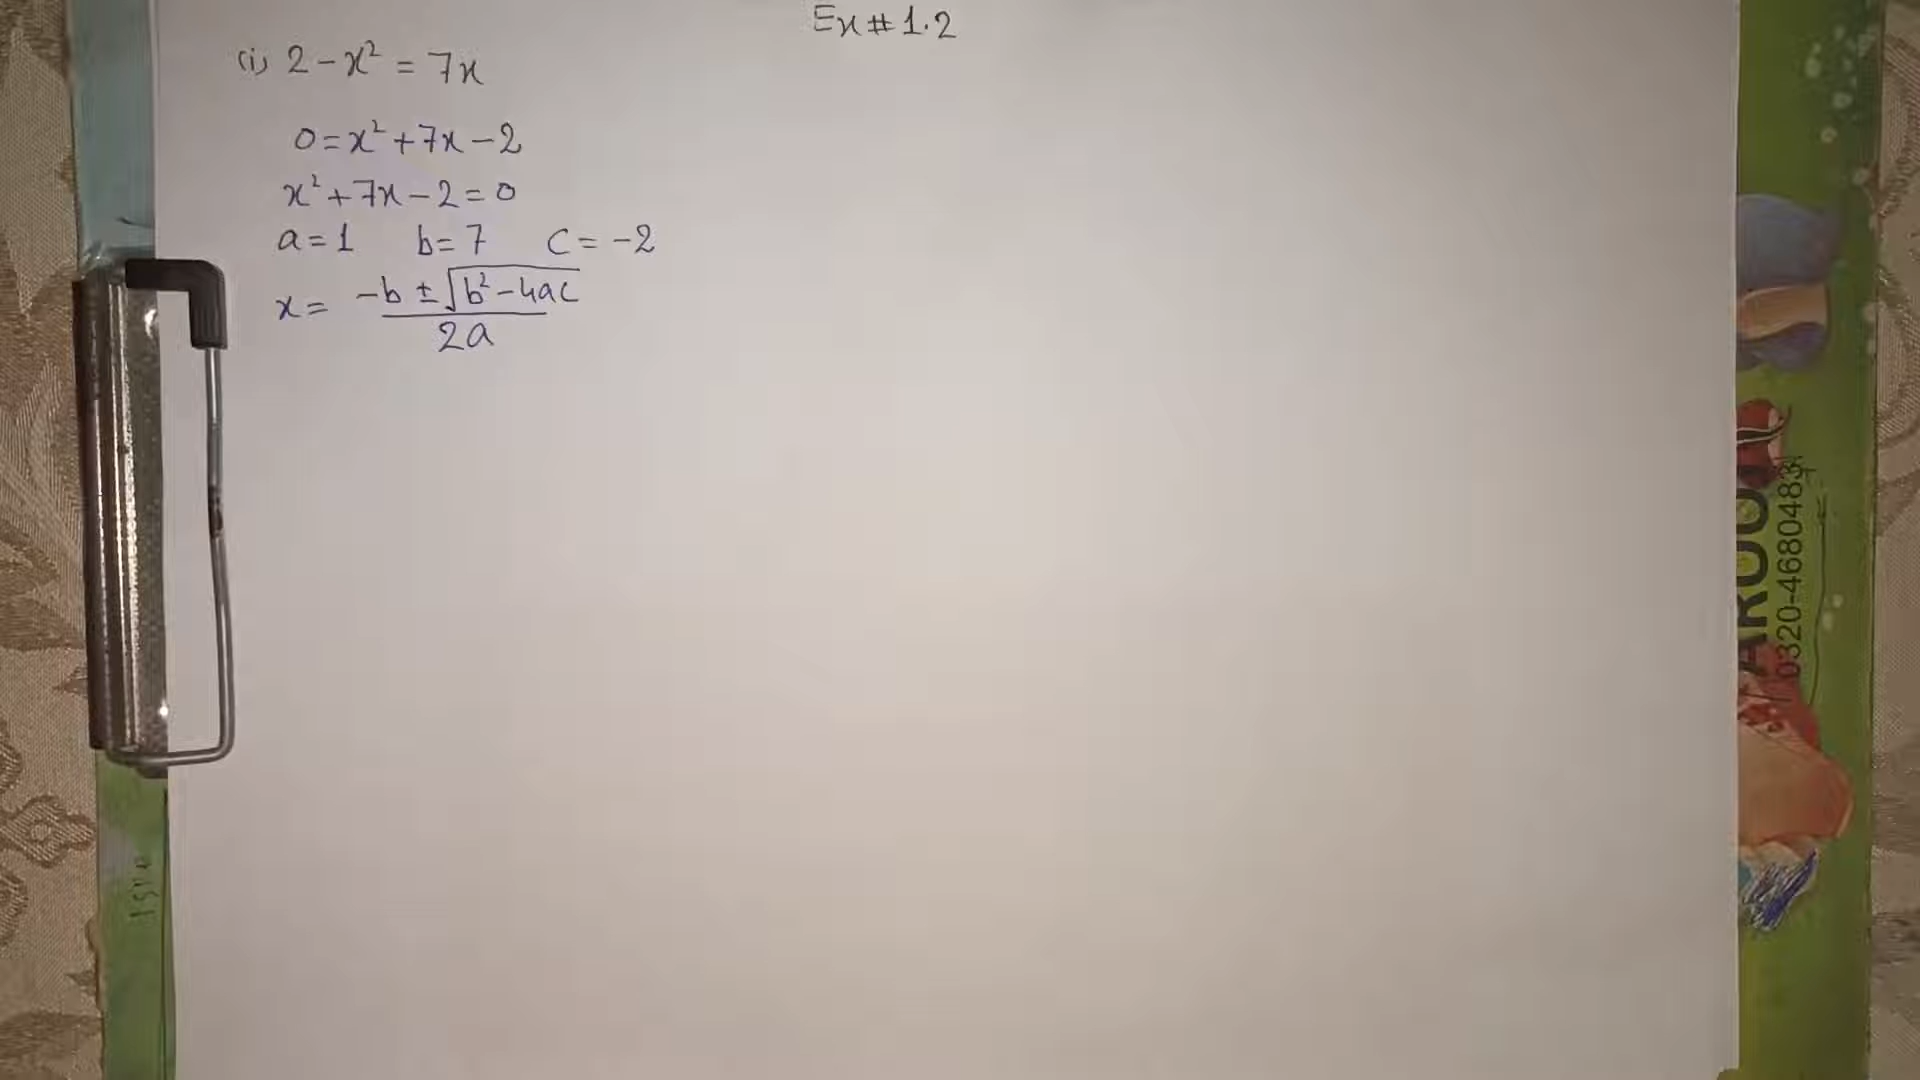 Ex # 1.2
(i) 2 - x² = 7x
0 = x² + 7x - 2
x² + 7x - 2 = 0
a = 1 b = 7 c = -2
x = -b ± √b² - 4ac / 2a
0320-4680483